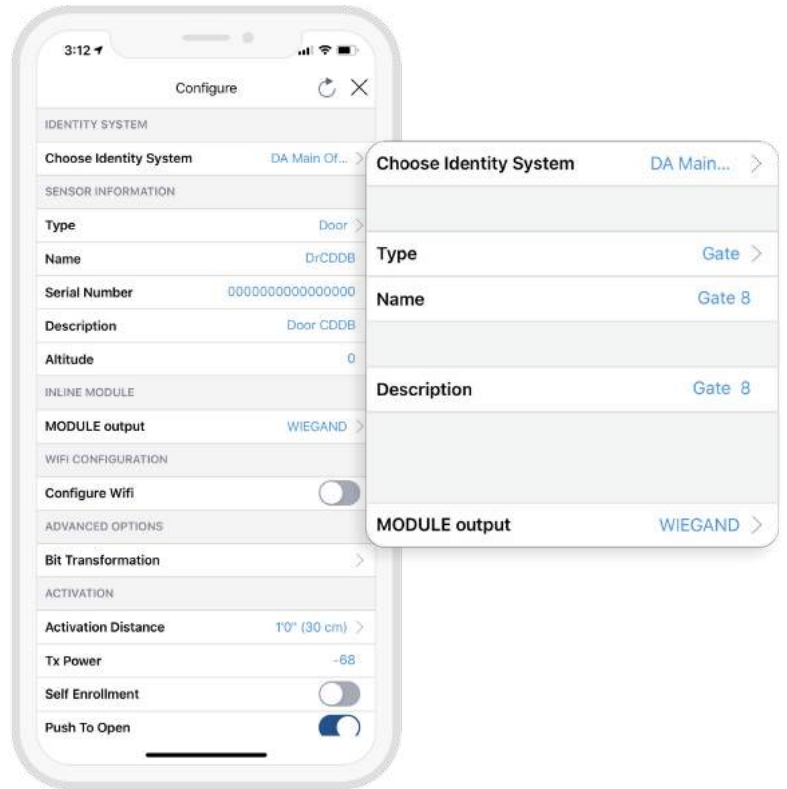 3:12
Configure
IDENTITY SYSTEM
Choose Identity System DA Main Of...
SENSOR INFORMATION
Type Door
Name DrCDDB
Serial Number 0000000000000000
Description Door CDDB
Altitude 0
INLINE MODULE
MODULE output WIEGAND
WIFI CONFIGURATION
Configure Wifi
ADVANCED OPTIONS
Bit Transformation
ACTIVATION
Activation Distance 1'0" (30 cm)
Tx Power -68
Self Enrollment
Push To Open
Choose Identity System DA Main...
Type Gate
Name Gate 8
Description Gate 8
MODULE output WIEGAND